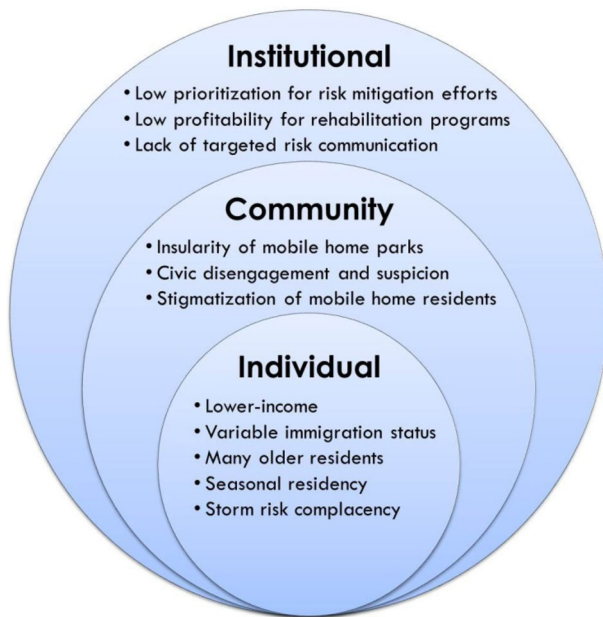 Institutional
• Low prioritization for risk mitigation efforts
• Low profitability for rehabilitation programs
• Lack of targeted risk communication
Community
• Insularity of mobile home parks
• Civic disengagement and suspicion
• Stigmatization of mobile home residents
Individual
• Lower-income
• Variable immigration status
• Many older residents
• Seasonal residency
• Storm risk complacency